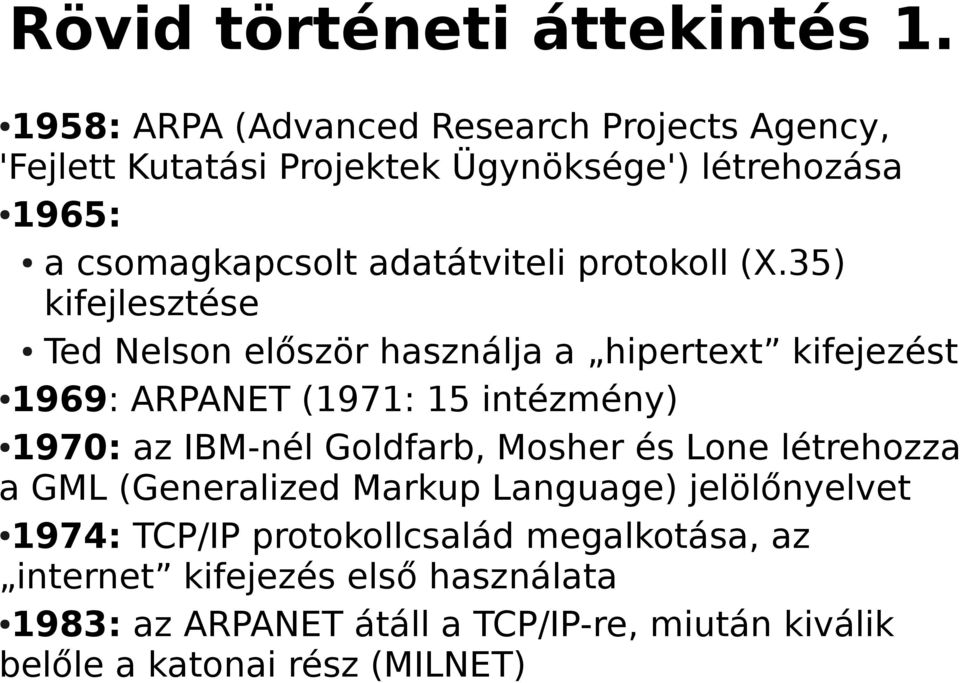 Rövid történeti áttekintés 1.
•1958: ARPA (Advanced Research Projects Agency,
'Fejlett Kutatási Projektek Ügynöksége') létrehozása
•1965:
• a csomagkapcsolt adatátviteli protokoll (X.35)
kifejlesztése
• Ted Nelson először használja a „hipertext” kifejezést
•1969: ARPANET (1971: 15 intézmény)
•1970: az IBM-nél Goldfarb, Mosher és Lone létrehozza
a GML (Generalized Markup Language) jelölőnyelvet
•1974: TCP/IP protokollcsalád megalkotása, az
„internet” kifejezés első használata
•1983: az ARPANET átáll a TCP/IP-re, miután kiválik
belőle a katonai rész (MILNET)